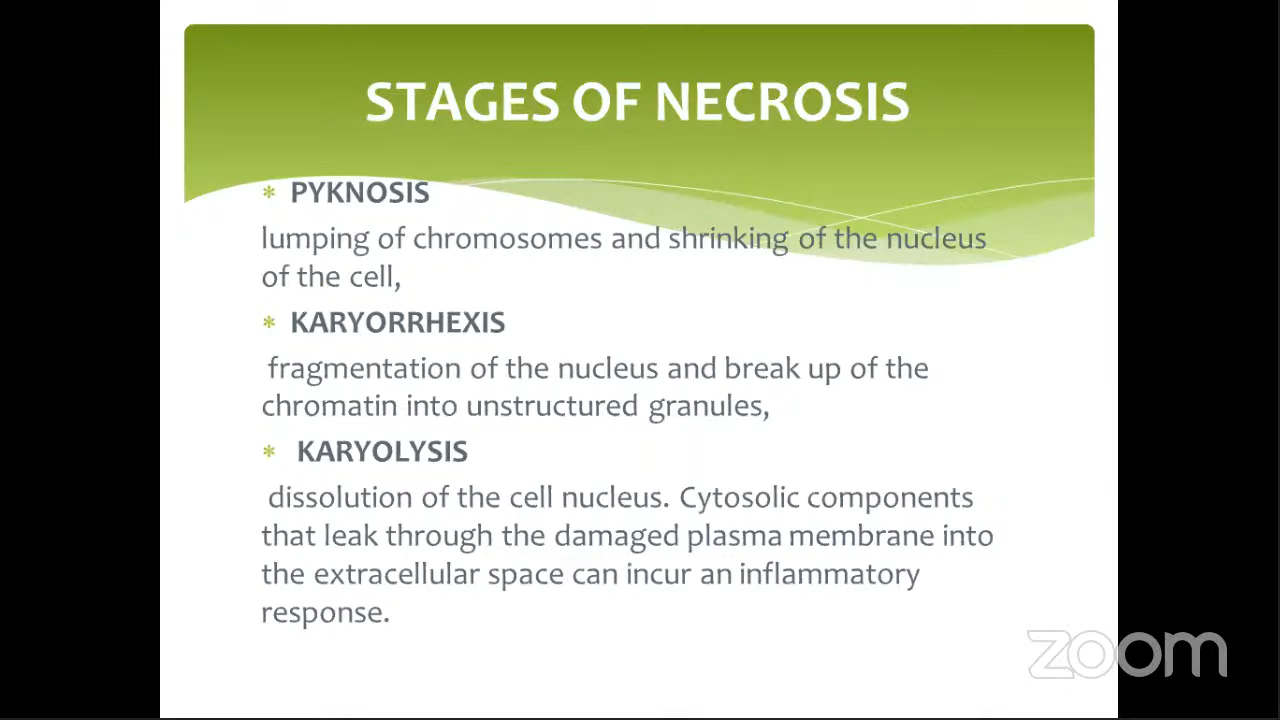 STAGES OF NECROSIS
* PYKNOSIS
lumping of chromosomes and shrinking of the nucleus
of the cell,
* KARYORRHEXIS
fragmentation of the nucleus and break up of the
chromatin into unstructured granules,
* KARYOLYSIS
dissolution of the cell nucleus. Cytosolic components
that leak through the damaged plasma membrane into
the extracellular space can incur an inflammatory
response.
zoom